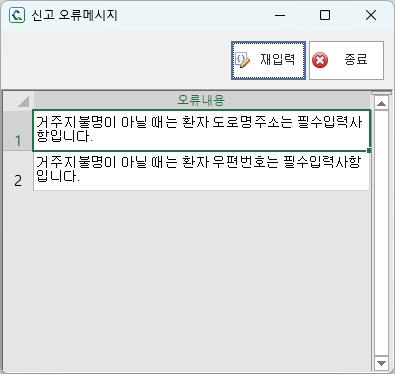 신고 오류메시지
재입력
종료
오류내용
1
거주지불명이 아닐 때는 환자 도로명주소는 필수입력사
항입니다.
2
거주지불명이 아닐 때는 환자 우편번호는 필수입력사항
입니다.